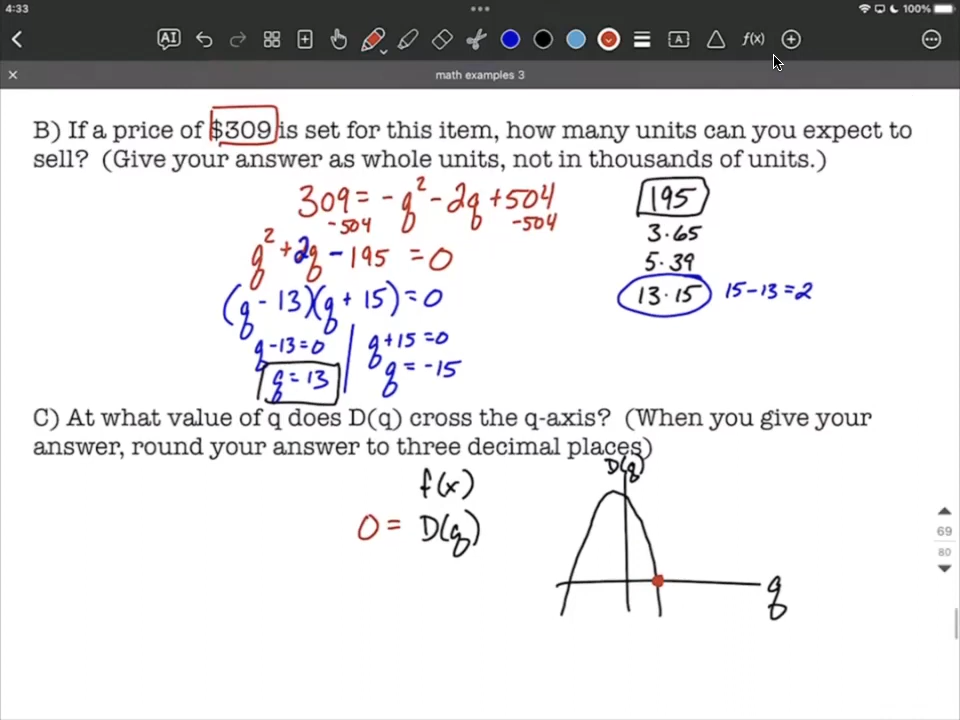 4:33
100%
AI
A
f(x)
math examples 3
B) If a price of $309 is set for this item, how many units can you expect to
sell? (Give your answer as whole units, not in thousands of units.)
309 = -q² - 2q + 504
-504 -504
q² + 2q - 195 = 0
(q - 13)(q + 15) = 0
q - 13 = 0
q = 13
q + 15 = 0
q = -15
195
3·65
5·39
13·15 15 - 13 = 2
C) At what value of q does D(q) cross the q-axis? (When you give your
answer, round your answer to three decimal places)
f(x)
0 = D(q)
D(q)
q
69
80